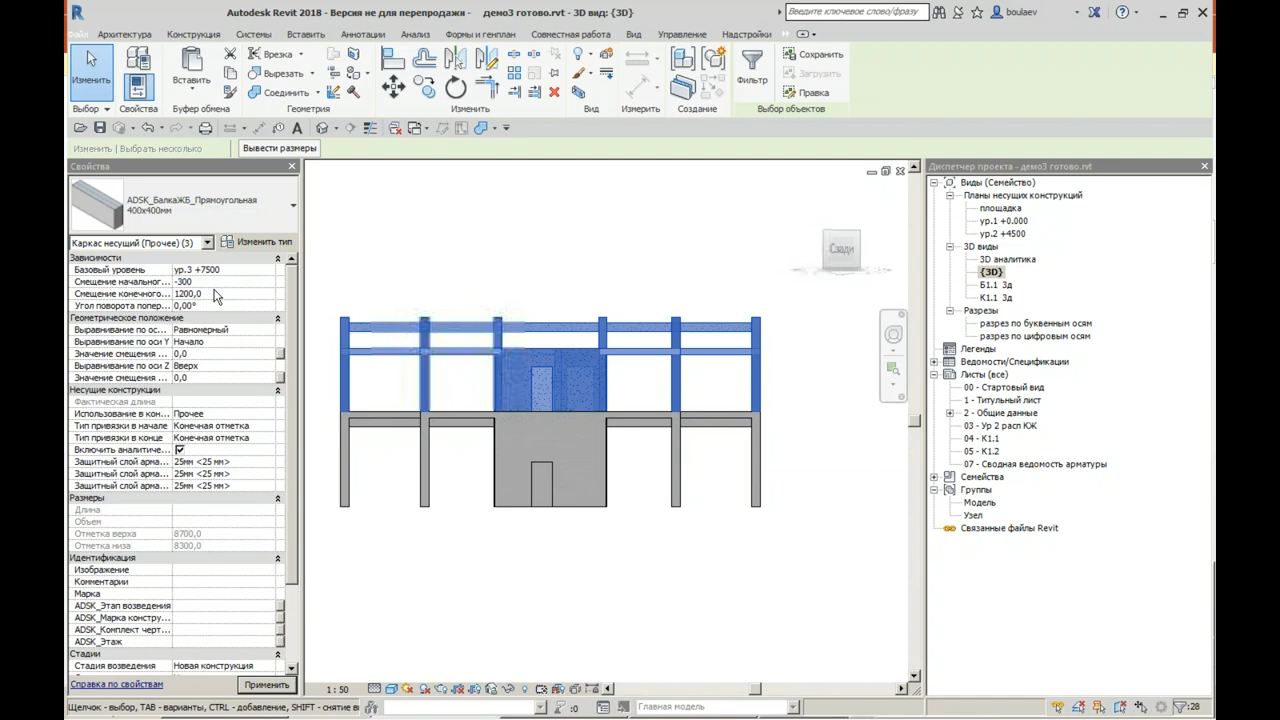 Autodesk Revit 2018 - Версия не для перепродажи - демо3 готово.rvt - 3D вид: {3D}
Введите ключевое слово/фразу
boulaev
Файл Архитектура Конструкция Системы Вставить Аннотации Анализ Формы и генплан Совместная работа Вид Управление Надстройки
Изменить
Вставить
Врезка
Вырезать
Соединить
Фильтр
Сохранить
Загрузить
Правка
Выбор Свойства Буфер обмена Геометрия Изменить Вид Измерить Создание Выбор объектов
Изменить | Выбрать несколько
Вывести размеры
Свойства
ADSK_БалкаЖБ_Прямоугольная
400х400мм
Каркас несущий (Прочее) (3)
Изменить тип
Зависимости
Базовый уровень ур.3 +7500
Смещение начальног... -300
Смещение конечного... 1200,0
Угол поворота попер... 0,00°
Геометрическое положение
Выравнивание по ос... Равномерный
Выравнивание по оси Y Начало
Значение смещения ... 0,0
Выравнивание по оси Z Вверх
Значение смещения ... 0,0
Несущие конструкции
Фактическая длина
Использование в кон... Прочее
Тип привязки в начале Конечная отметка
Тип привязки в конце Конечная отметка
Включить аналитиче...
Защитный слой арма... 25мм <25 мм>
Защитный слой арма... 25мм <25 мм>
Защитный слой арма... 25мм <25 мм>
Размеры
Длина
Объем
Отметка верха 8700,0
Отметка низа 8300,0
Идентификация
Изображение
Комментарии
Марка
ADSK_Этап возведения
ADSK_Марка констру...
ADSK_Комплект черт...
ADSK_Этаж
Стадии
Стадия возведения Новая конструкция
Справка по свойствам
Применить
Сзади
1 : 50
Диспетчер проекта - демо3 готово.rvt
Виды (Семейство)
Планы несущих конструкций
площадка
ур.1 +0.000
ур.2 +4500
3D виды
3D аналитика
{3D}
Б1.1 3д
К1.1 3д
Разрезы
разрез по буквенным осям
разрез по цифровым осям
Легенды
Ведомости/Спецификации
Листы (все)
00 - Стартовый вид
1 - Титульный лист
2 - Общие данные
03 - Ур 2 расп КЖ
04 - К1.1
05 - К1.2
07 - Сводная ведомость арматуры
Семейства
Группы
Модель
Узел
Связанные файлы Revit
Щелчок - выбор, TAB - варианты, CTRL - добавление, SHIFT - снятие в
:0
Главная модель
:28